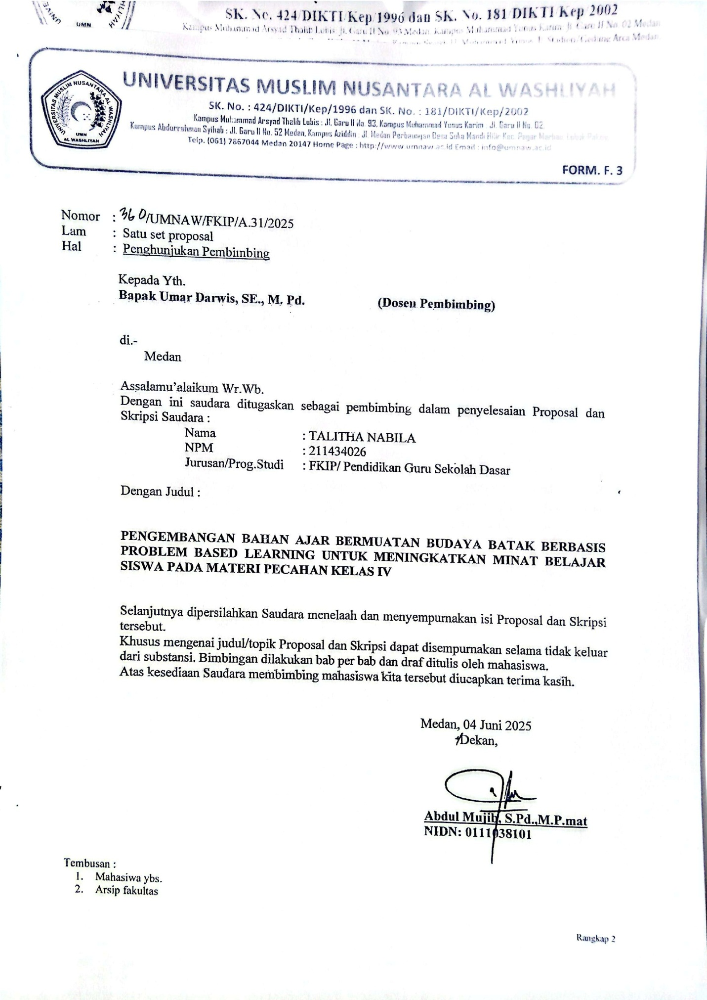 UMN
SK. No. 424/DIKTI/Kep/1996 dan SK. No. 181/DIKTI/Kep/2002
Kampus Muhammad Arsyad Thalib Lubis: Jl. Garu II No. 93 Medan, Kampus Muhammad Yunus Karim: Jl. Garu II No. 02 Medan
Stadion/Gedung Arca Medan
UNIVERSITAS MUSLIM NUSANTARA AL WASHLIYAH
UMN
AL WASHLIYAH
UNIVERSITAS MUSLIM NUSANTARA AL WASHLIYAH
SK. No. : 424/DIKTI/Kep/1996 dan SK. No. : 181/DIKTI/Kep/2002
Kampus Muhammad Arsyad Thalib Lubis : Jl. Garu II No. 93, Kampus Muhammad Yunus Karim : Jl. Garu II No. 02,
Kampus Abdurrahman Syihab : Jl. Garu II No. 52 Medan, Kampus Aziddin : Jl. Medan Perbaungan Desa Suka Mandi Hilir Kec. Pagar Merbau, Lubuk Pakam
Telp. (061) 7867044 Medan 20147 Home Page : http://www.umnaw.ac.id Email : info@umnaw.ac.id
FORM. F. 3
Nomor : 360/UMNAW/FKIP/A.31/2025
Lam : Satu set proposal
Hal : Penghunjukan Pembimbing
Kepada Yth.
Bapak Umar Darwis, SE., M. Pd. (Dosen Pembimbing)
di.-
Medan
Assalamu'alaikum Wr.Wb.
Dengan ini saudara ditugaskan sebagai pembimbing dalam penyelesaian Proposal dan
Skripsi Saudara :
Nama : TALITHA NABILA
NPM : 211434026
Jurusan/Prog.Studi : FKIP/ Pendidikan Guru Sekolah Dasar
Dengan Judul :
PENGEMBANGAN BAHAN AJAR BERMUATAN BUDAYA BATAK BERBASIS
PROBLEM BASED LEARNING UNTUK MENINGKATKAN MINAT BELAJAR
SISWA PADA MATERI PECAHAN KELAS IV
Selanjutnya dipersilahkan Saudara menelaah dan menyempurnakan isi Proposal dan Skripsi
tersebut.
Khusus mengenai judul/topik Proposal dan Skripsi dapat disempurnakan selama tidak keluar
dari substansi. Bimbingan dilakukan bab per bab dan draf ditulis oleh mahasiswa.
Atas kesediaan Saudara membimbing mahasiswa kita tersebut diucapkan terima kasih.
Medan, 04 Juni 2025
Dekan,
Abdul Mujib, S.Pd.,M.P.mat
NIDN: 0111038101
Tembusan :
1. Mahasiwa ybs.
2. Arsip fakultas
Rangkap 2